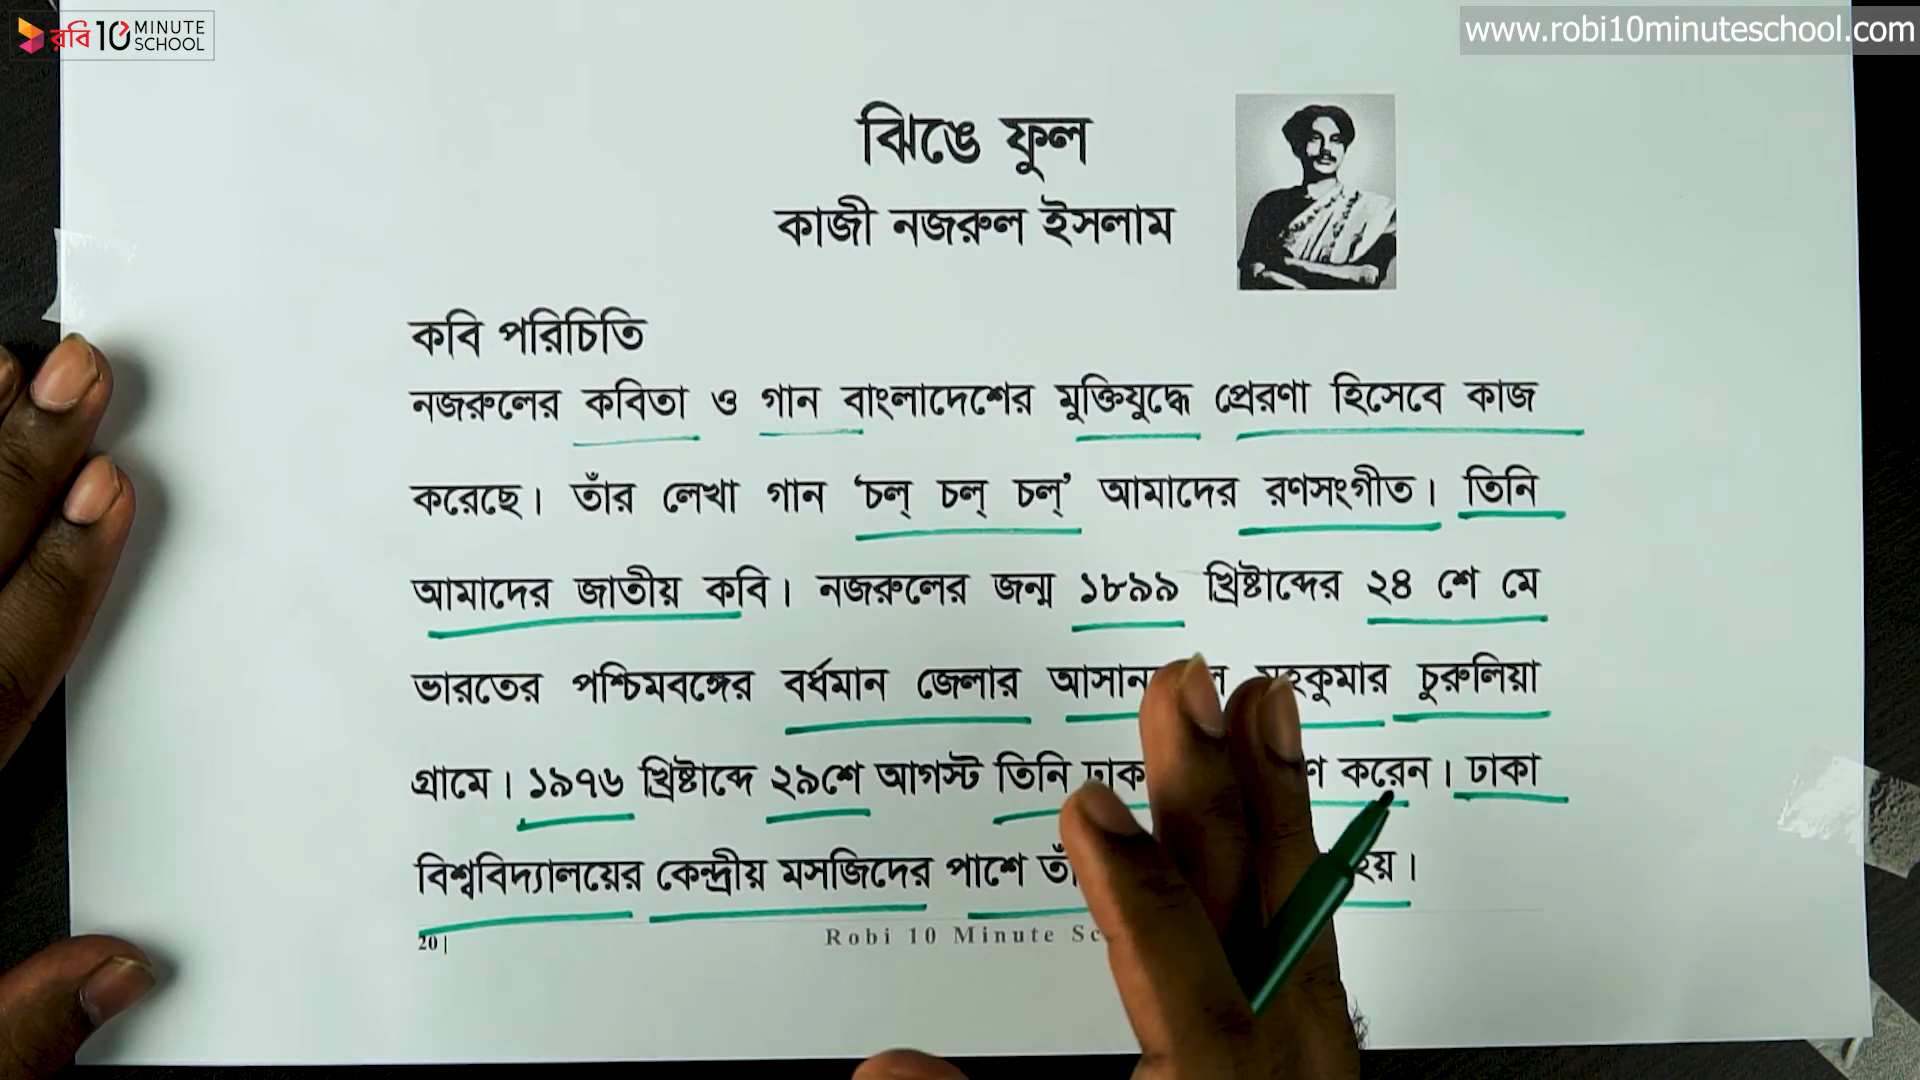 রবি 10 MINUTE SCHOOL
www.robi10minuteschool.com
ঝিঙে ফুল
কাজী নজরুল ইসলাম
কবি পরিচিতি
নজরুলের কবিতা ও গান বাংলাদেশের মুক্তিযুদ্ধে প্রেরণা হিসেবে কাজ
করেছে। তাঁর লেখা গান ‘চল্ চল্ চল্’ আমাদের রণসংগীত। তিনি
আমাদের জাতীয় কবি। নজরুলের জন্ম ১৮৯৯ খ্রিষ্টাব্দের ২৪ শে মে
ভারতের পশ্চিমবঙ্গের বর্ধমান জেলার চুরুলিয়া
গ্রামে। ১৯৭৬ খ্রিষ্টাব্দে ২৯শে আগস্ট তিনি করেন। ঢাকা
বিশ্ববিদ্যালয়ের কেন্দ্রীয় মসজিদের পাশে হয়।
20| Robi 10 Minute